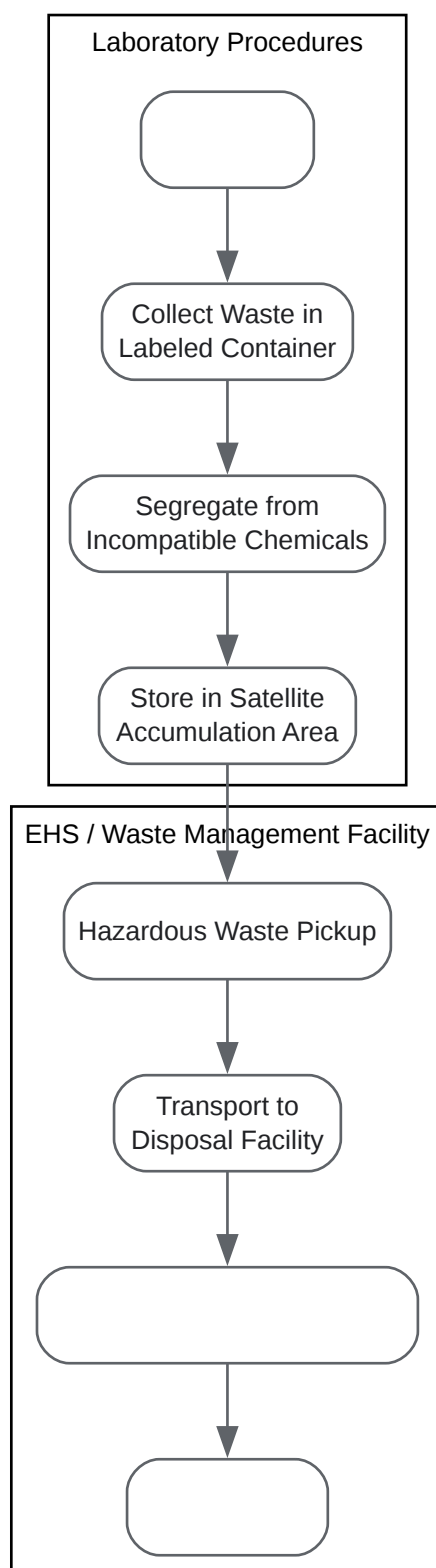 Laboratory Procedures
Collect Waste in
Labeled Container
Segregate from
Incompatible Chemicals
Store in Satellite
Accumulation Area
EHS / Waste Management Facility
Hazardous Waste Pickup
Transport to
Disposal Facility